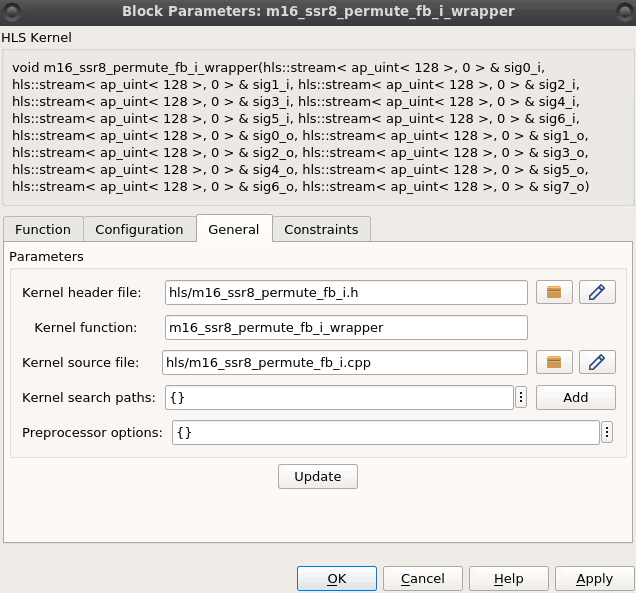 Block Parameters: m16_ssr8_permute_fb_i_wrapper
HLS Kernel
void m16_ssr8_permute_fb_i_wrapper(hls::stream< ap_uint< 128 >, 0 > & sig0_i,
hls::stream< ap_uint< 128 >, 0 > & sig1_i, hls::stream< ap_uint< 128 >, 0 > & sig2_i,
hls::stream< ap_uint< 128 >, 0 > & sig3_i, hls::stream< ap_uint< 128 >, 0 > & sig4_i,
hls::stream< ap_uint< 128 >, 0 > & sig5_i, hls::stream< ap_uint< 128 >, 0 > & sig6_i,
hls::stream< ap_uint< 128 >, 0 > & sig0_o, hls::stream< ap_uint< 128 >, 0 > & sig1_o,
hls::stream< ap_uint< 128 >, 0 > & sig2_o, hls::stream< ap_uint< 128 >, 0 > & sig3_o,
hls::stream< ap_uint< 128 >, 0 > & sig4_o, hls::stream< ap_uint< 128 >, 0 > & sig5_o,
hls::stream< ap_uint< 128 >, 0 > & sig6_o, hls::stream< ap_uint< 128 >, 0 > & sig7_o)
Function Configuration General Constraints
Parameters
Kernel header file: hls/m16_ssr8_permute_fb_i.h
Kernel function: m16_ssr8_permute_fb_i_wrapper
Kernel source file: hls/m16_ssr8_permute_fb_i.cpp
Kernel search paths: {} Add
Preprocessor options: {}
Update
OK Cancel Help Apply